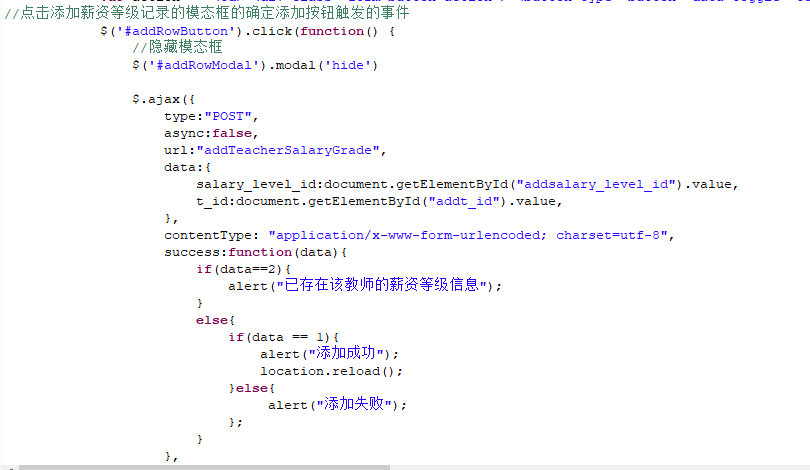 //点击添加薪资等级记录的模态框的确定添加按钮触发的事件
$('#addRowButton').click(function() {
//隐藏模态框
$('#addRowModal').modal('hide')
$.ajax({
type:"POST",
async:false,
url:"addTeacherSalaryGrade",
data:{
salary_level_id:document.getElementById("addsalary_level_id").value,
t_id:document.getElementById("addt_id").value,
},
contentType: "application/x-www-form-urlencoded; charset=utf-8",
success:function(data){
if(data==2){
alert("已存在该教师的薪资等级信息");
}
else{
if(data == 1){
alert("添加成功");
location.reload();
}else{
alert("添加失败");
};
}
},